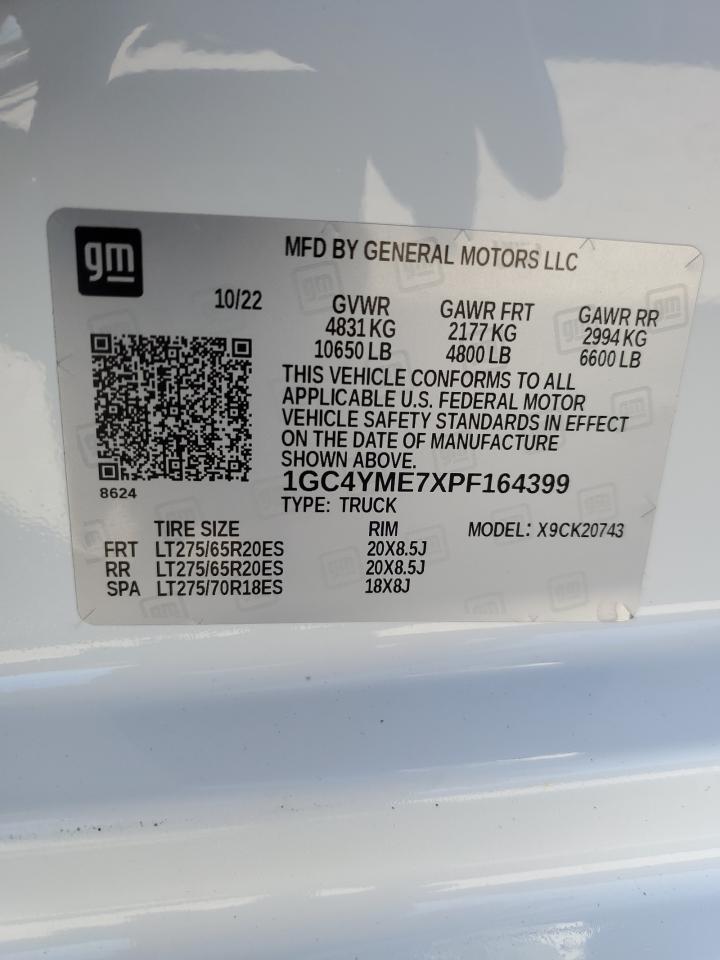 gm
MFD BY GENERAL MOTORS LLC
10/22
GVWR GAWR FRT GAWR RR
4831 KG 2177 KG 2994 KG
10650 LB 4800 LB 6600 LB
THIS VEHICLE CONFORMS TO ALL
APPLICABLE U.S. FEDERAL MOTOR
VEHICLE SAFETY STANDARDS IN EFFECT
ON THE DATE OF MANUFACTURE
SHOWN ABOVE.
1GC4YME7XPF164399
8624
TYPE: TRUCK
TIRE SIZE RIM MODEL: X9CK20743
FRT LT275/65R20ES 20X8.5J
RR LT275/65R20ES 20X8.5J
SPA LT275/70R18ES 18X8J